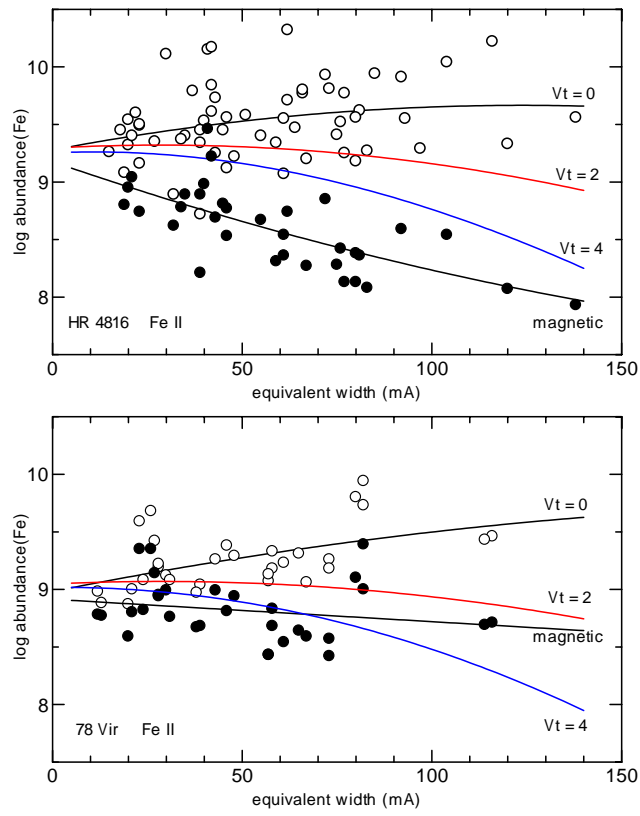 10
9
8
log abundance(Fe)
Vt = 0
Vt = 2
Vt = 4
HR 4816 Fe II
magnetic
0 50 100 150
equivalent width (mA)
10
9
8
log abundance(Fe)
Vt = 0
Vt = 2
magnetic
Vt = 4
78 Vir Fe II
0 50 100 150
equivalent width (mA)